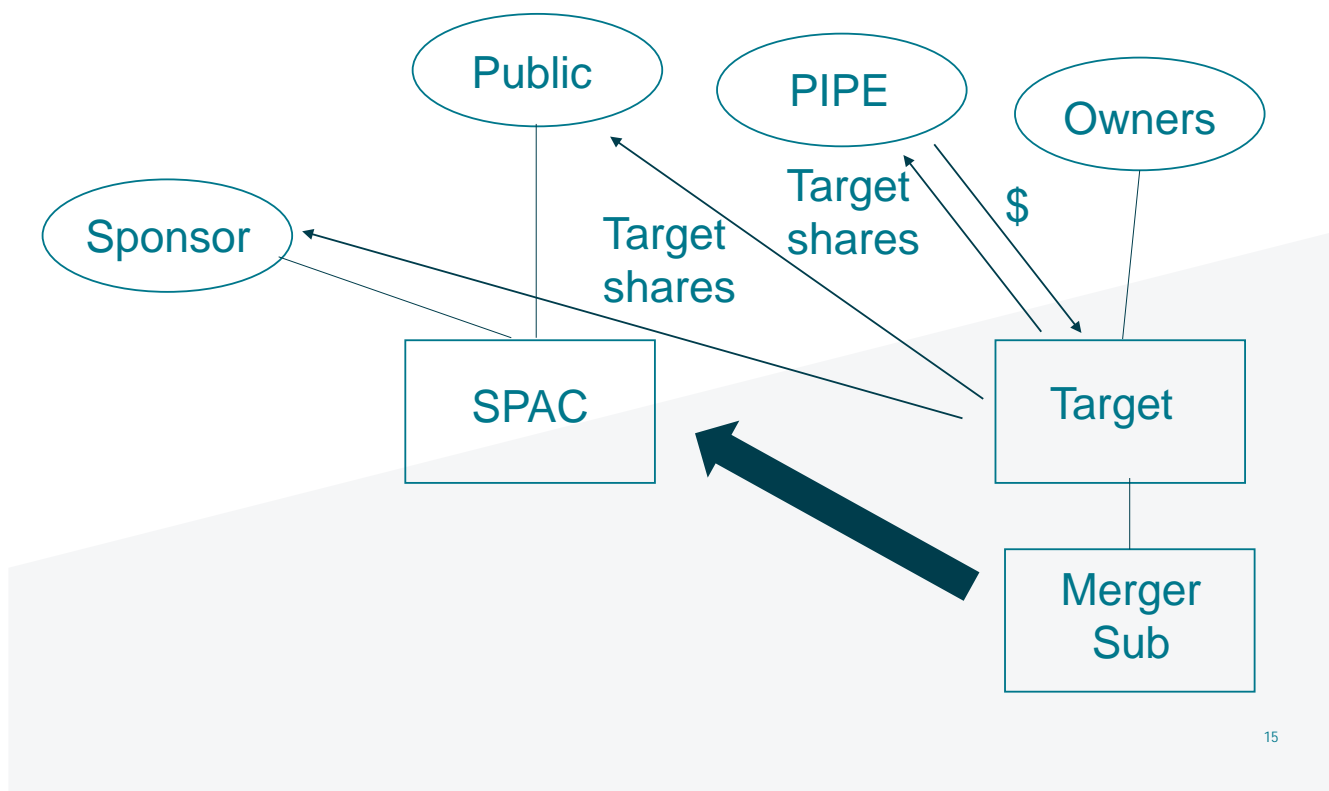 Public
PIPE
Owners
Sponsor
Target
shares
Target
shares
$
SPAC
Target
Merger
Sub
15